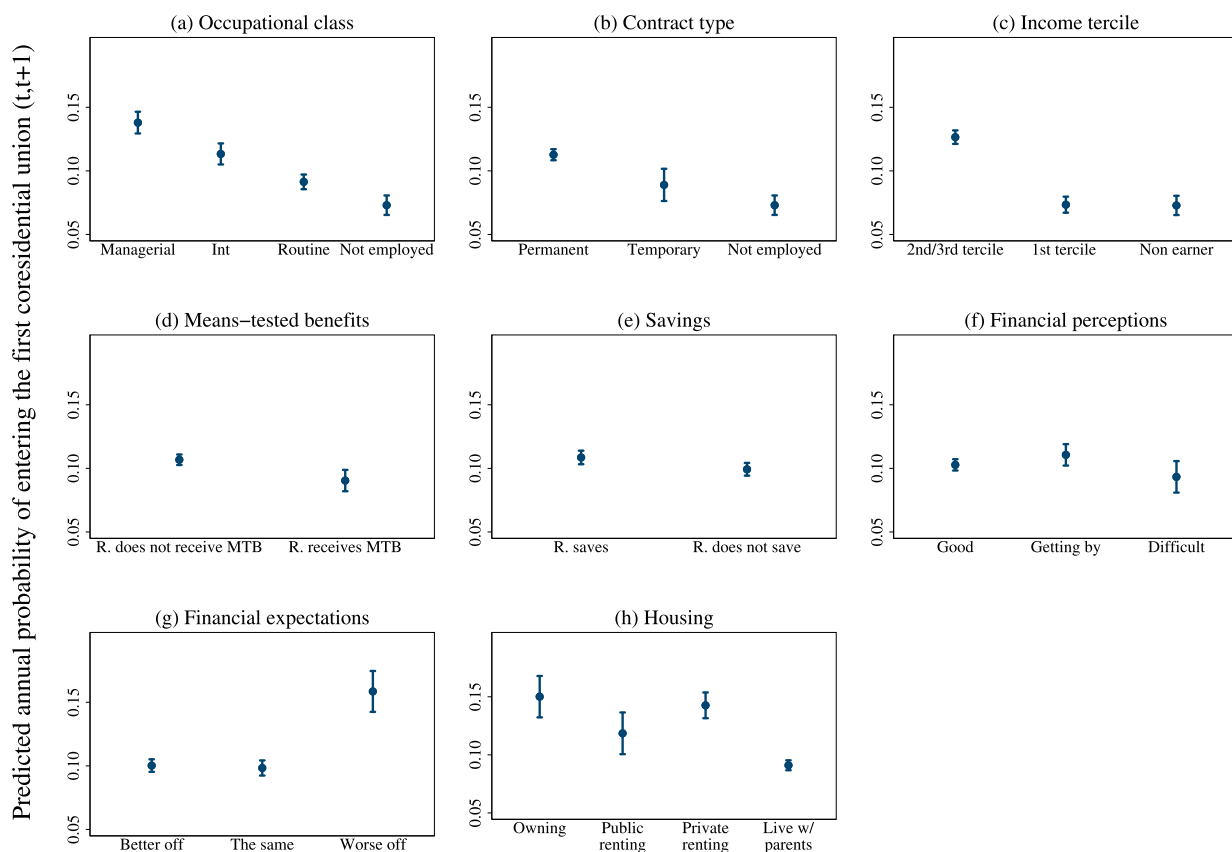 Predicted annual probability of entering the first coresidential union (t,t+1)
(a) Occupational class
0.15
0.10
0.05
Managerial Int Routine Not employed
(b) Contract type
0.15
0.10
0.05
Permanent Temporary Not employed
(c) Income tercile
0.15
0.10
0.05
2nd/3rd tercile 1st tercile Non earner
(d) Means−tested benefits
0.15
0.10
0.05
R. does not receive MTB R. receives MTB
(e) Savings
0.15
0.10
0.05
R. saves R. does not save
(f) Financial perceptions
0.15
0.10
0.05
Good Getting by Difficult
(g) Financial expectations
0.15
0.10
0.05
Better off The same Worse off
(h) Housing
0.15
0.10
0.05
Owning Public Private Live w/
renting renting parents